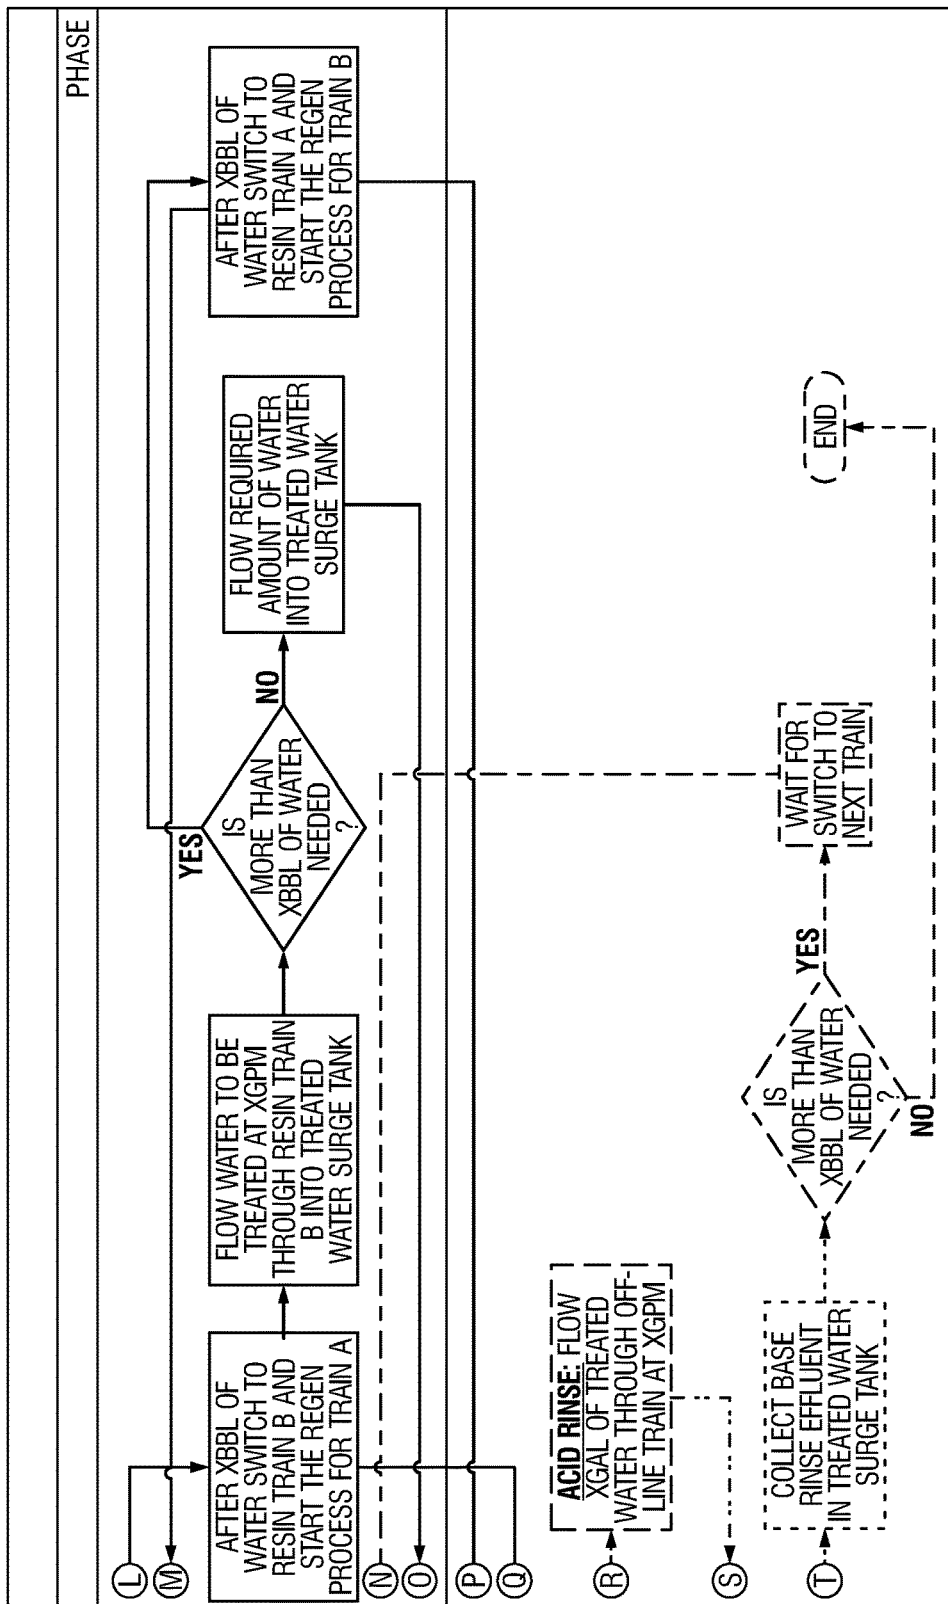 PHASE
L
M
N
O
P
Q
R
S
T
AFTER XBBL OF
WATER SWITCH TO
RESIN TRAIN B AND
START THE REGEN
PROCESS FOR TRAIN A
FLOW WATER TO BE
TREATED AT XGPM
THROUGH RESIN TRAIN
B INTO TREATED
WATER SURGE TANK
IS
MORE THAN
XBBL OF WATER
NEEDED
?
YES
NO
FLOW REQUIRED
AMOUNT OF WATER
INTO TREATED WATER
SURGE TANK
AFTER XBBL OF
WATER SWITCH TO
RESIN TRAIN A AND
START THE REGEN
PROCESS FOR TRAIN B
ACID RINSE: FLOW
XGAL OF TREATED
WATER THROUGH OFF-
LINE TRAIN AT XGPM
COLLECT BASE
RINSE EFFLUENT
IN TREATED WATER
SURGE TANK
IS
MORE THAN
XBBL OF WATER
NEEDED
?
YES
NO
WAIT FOR
SWITCH TO
NEXT TRAIN
END